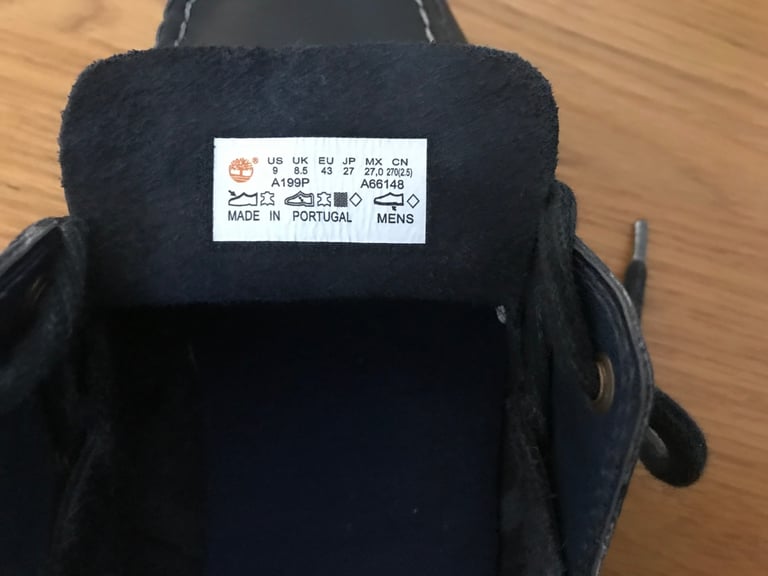 US UK EU JP MX CN
9 8.5 43 27 27,0 270(2.5)
A199P A66148
MADE IN PORTUGAL MENS